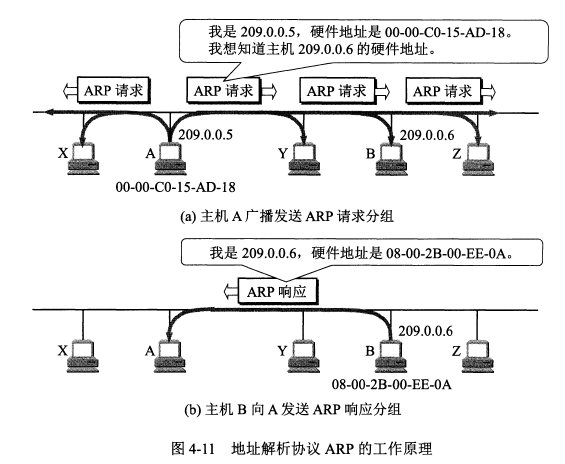 我是 209.0.0.5，硬件地址是 00-00-C0-15-AD-18。
我想知道主机 209.0.0.6 的硬件地址。
ARP 请求
ARP 请求
ARP 请求
ARP 请求
209.0.0.5
209.0.0.6
X
A
Y
B
Z
00-00-C0-15-AD-18
(a) 主机 A 广播发送 ARP 请求分组
我是 209.0.0.6，硬件地址是 08-00-2B-00-EE-0A。
ARP 响应
209.0.0.6
X
A
Y
B
Z
08-00-2B-00-EE-0A
(b) 主机 B 向 A 发送 ARP 响应分组
图 4-11 地址解析协议 ARP 的工作原理